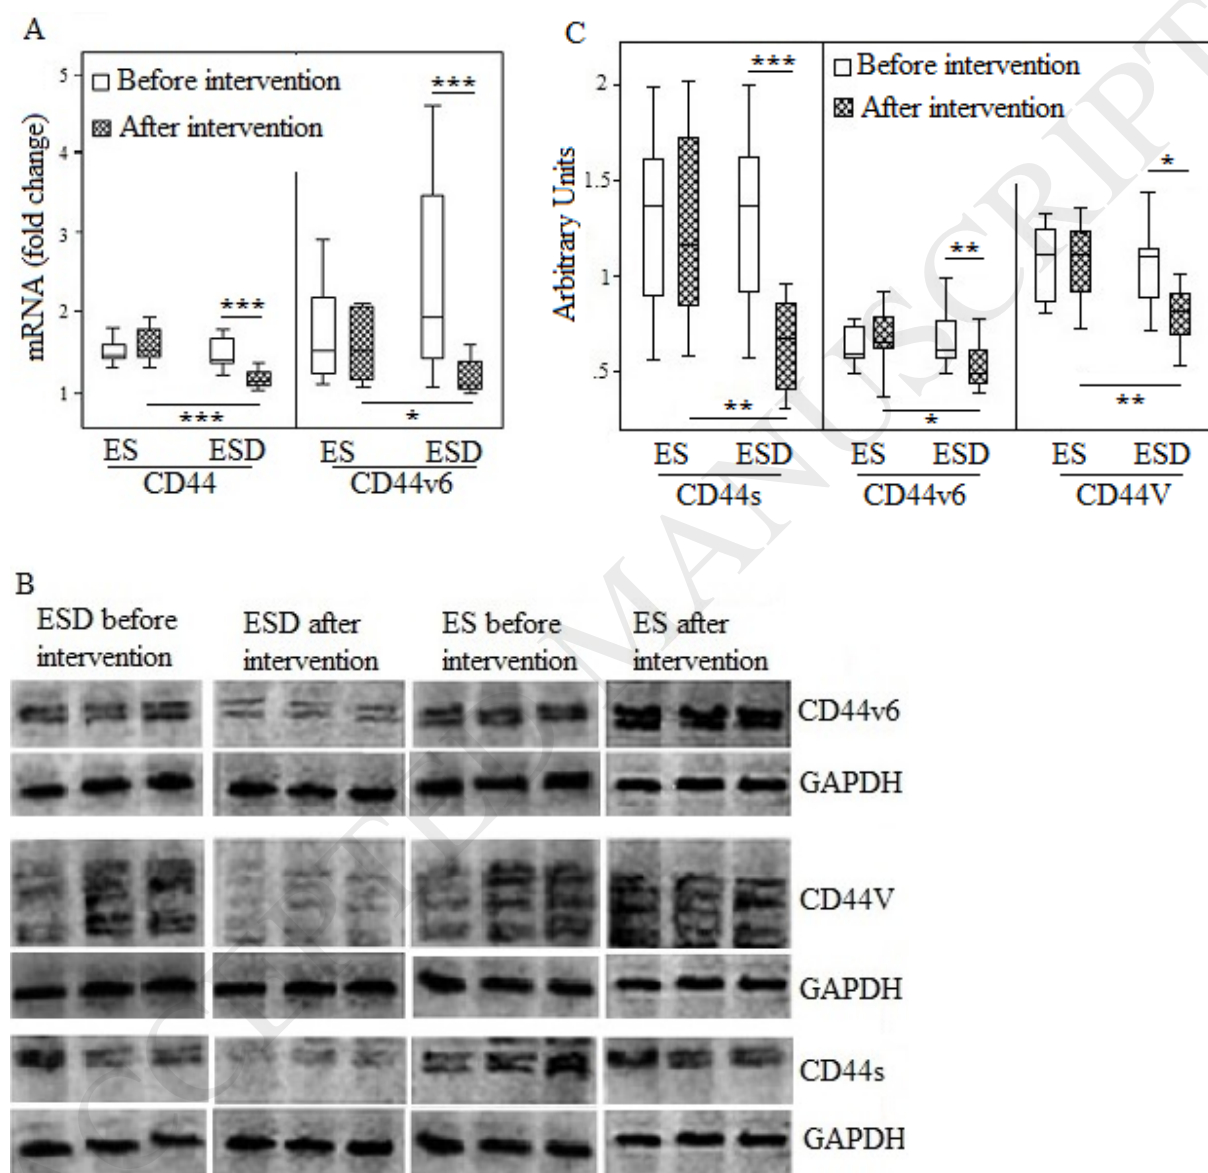 A
mRNA (fold change)
5
4
3
2
1
Before intervention
After intervention
***
***
***
*
ES ESD ES ESD
CD44 CD44v6
C
Arbitrary Units
2
1.5
1
.5
Before intervention
After intervention
***
**
*
**
*
**
ES ESD ES ESD ES ESD
CD44s CD44v6 CD44V
B
ESD before
intervention
ESD after
intervention
ES before
intervention
ES after
intervention
CD44v6
GAPDH
CD44V
GAPDH
CD44s
GAPDH
CCEPTED MANUSCRIPT